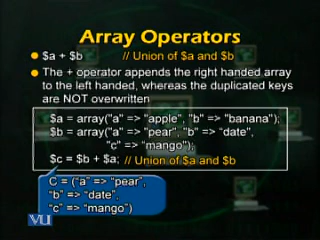 Array Operators
$a + $b // Union of $a and $b
The + operator appends the right handed array
to the left handed, whereas the duplicated keys
are NOT overwritten
$a = array("a" => "apple", "b" => "banana");
$b = array("a" => "pear", "b" => "date",
"c" => "mango");
$c = $b + $a; // Union of $a and $b
C = ("a" => "pear",
"b" => "date",
"c" => "mango")
VU